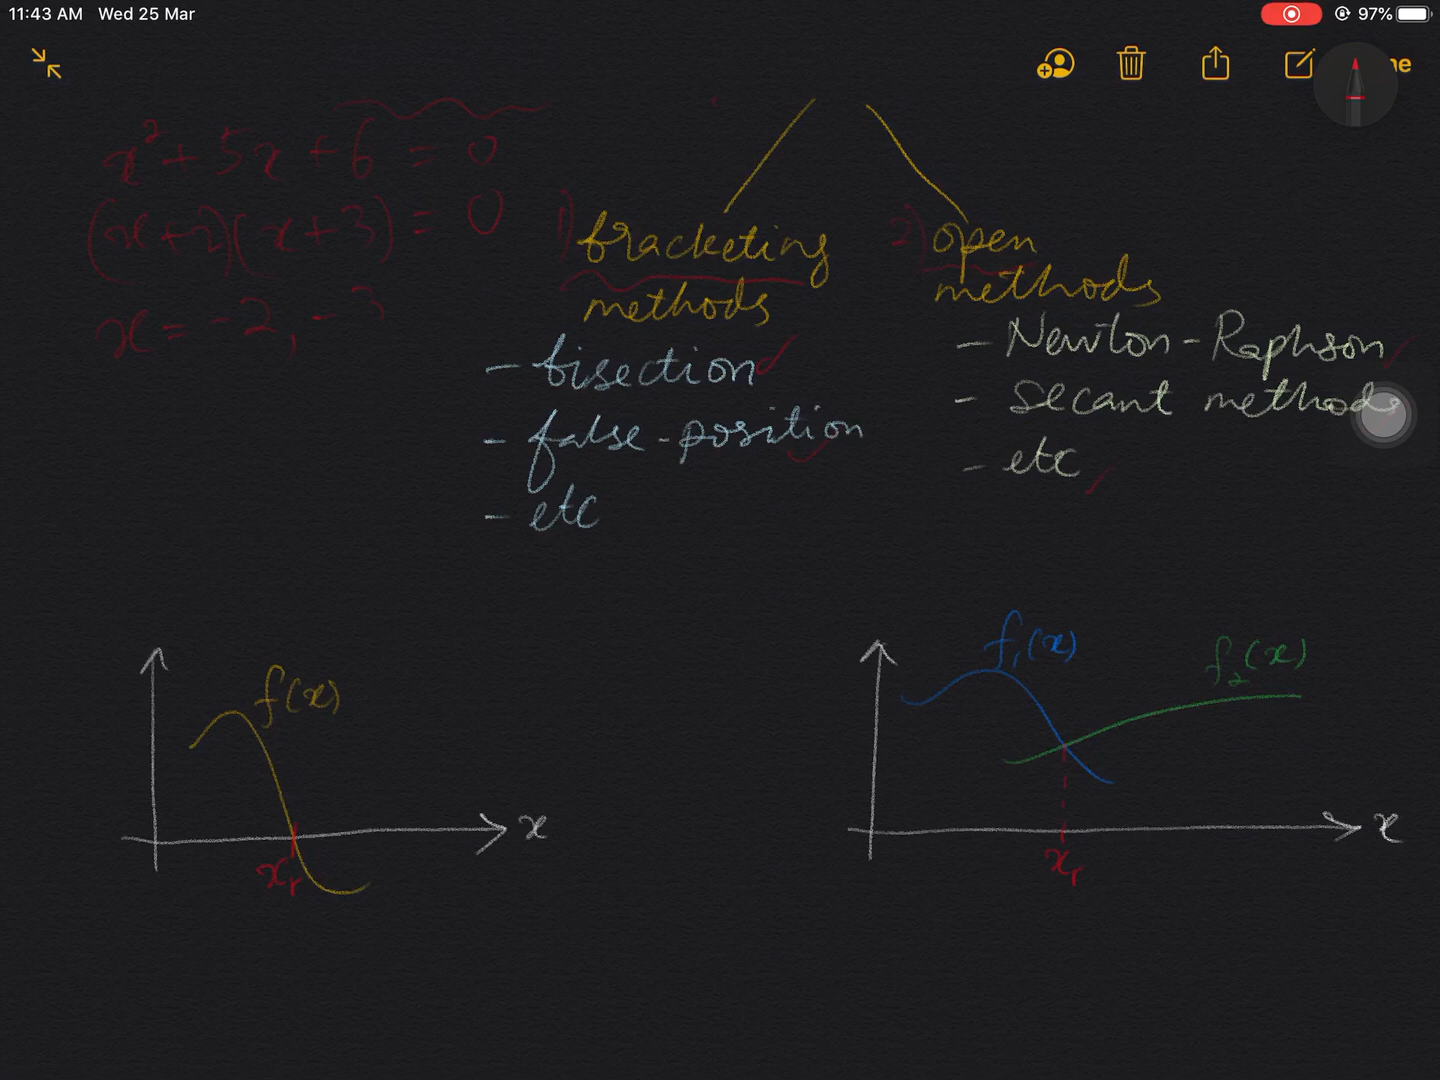 11:43 AM Wed 25 Mar
97%
x² + 5x + 6 = 0
(x+2)(x+3) = 0
x = -2, -3
1) bracketing
methods
- bisection
- false-position
- etc
2) open
methods
- Newton-Raphson
- secant methods
- etc
f(x)
x
xᵣ
f₁(x)
f₂(x)
x
xᵣ